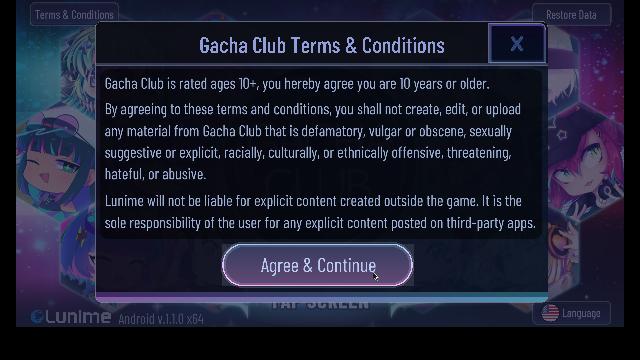 Terms & Conditions
Restore Data
Gacha Club Terms & Conditions
X
Gacha Club is rated ages 10+, you hereby agree you are 10 years or older.
By agreeing to these terms and conditions, you shall not create, edit, or upload
any material from Gacha Club that is defamatory, vulgar or obscene, sexually
suggestive or explicit, racially, culturally, or ethnically offensive, threatening,
hateful, or abusive.
Lunime will not be liable for explicit content created outside the game. It is the
sole responsibility of the user for any explicit content posted on third-party apps.
Agree & Continue
TAP SCREEN
Lunime
Android v.1.1.0 x64
Language